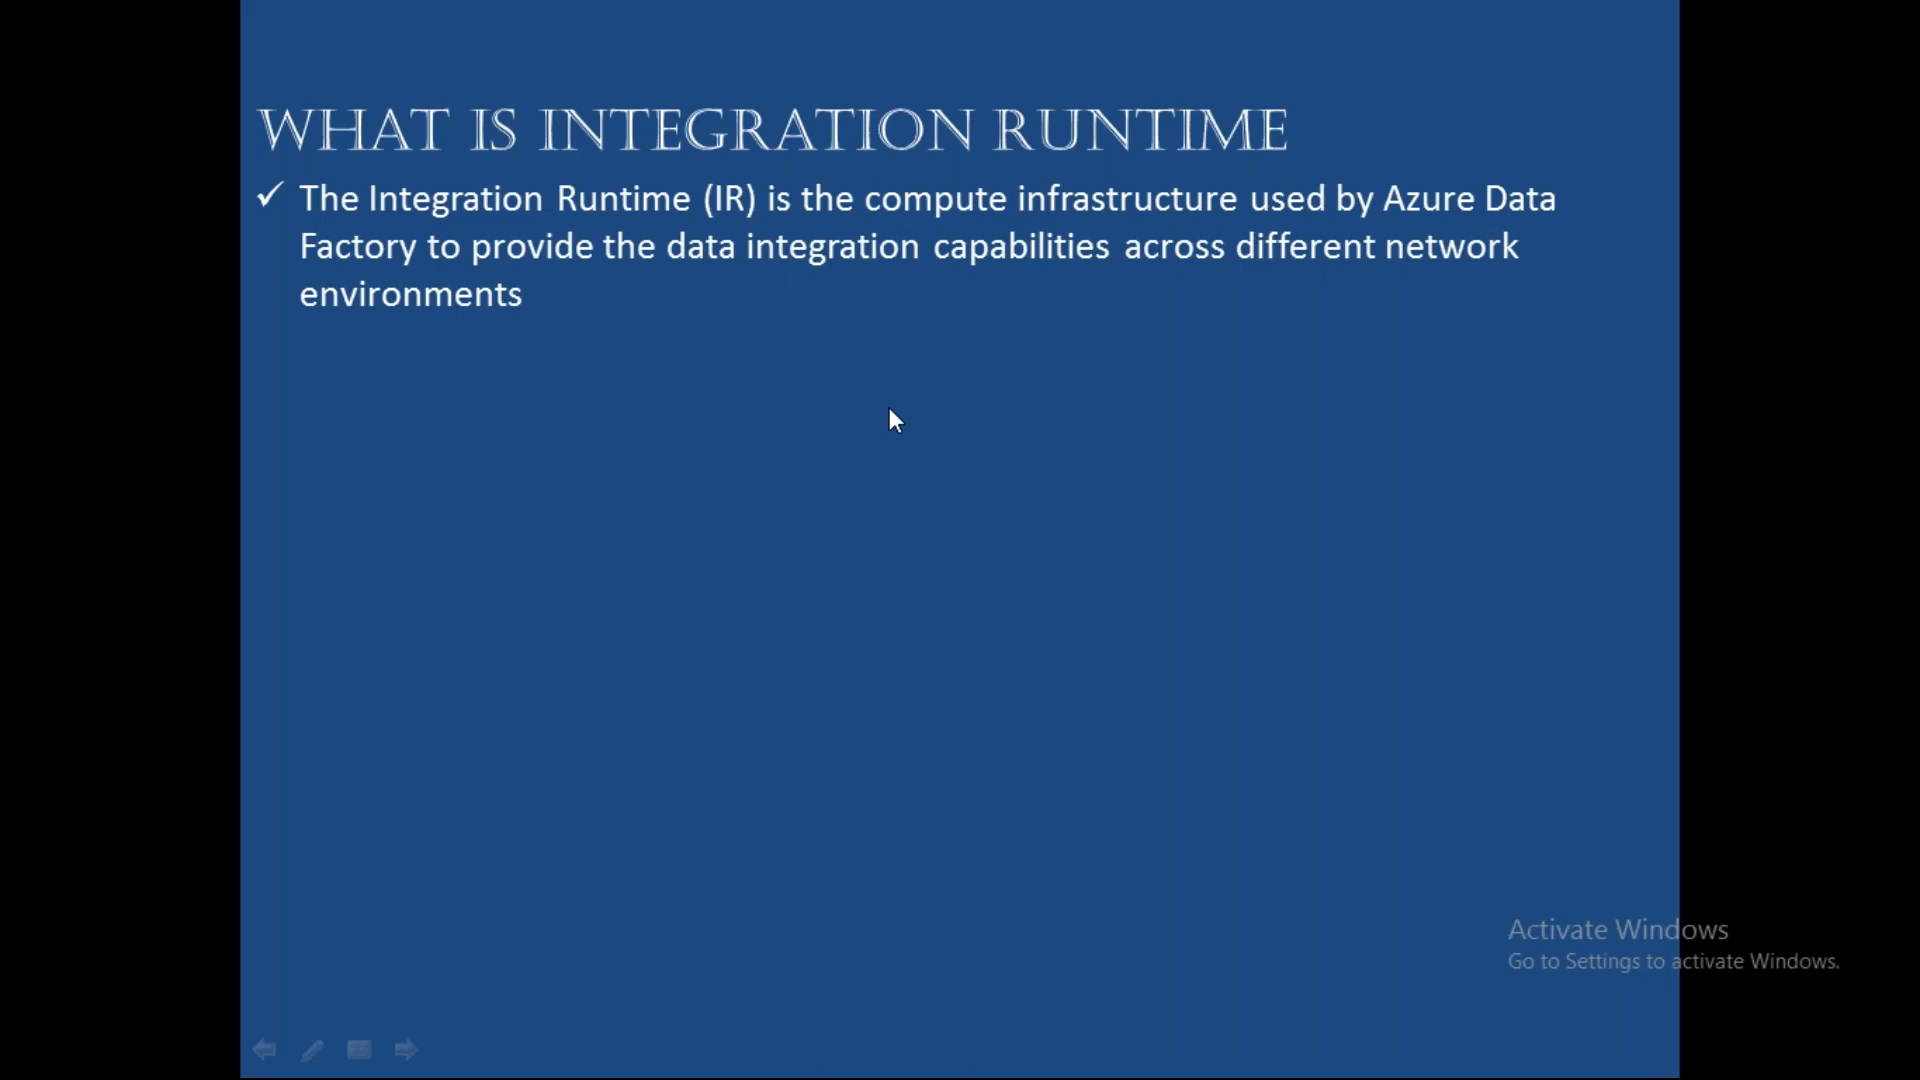 WHAT IS INTEGRATION RUNTIME
✓ The Integration Runtime (IR) is the compute infrastructure used by Azure Data
Factory to provide the data integration capabilities across different network
environments
Activate Windows
Go to Settings to activate Windows.